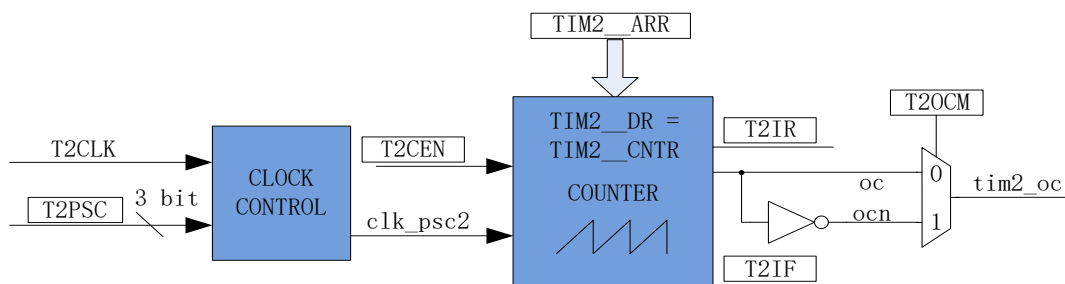 TIM2__ARR
T2OCM
TIM2__DR =
TIM2__CNTR
T2IR
T2CLK
T2CEN
CLOCK
CONTROL
COUNTER
oc
0
tim2_oc
T2PSC
3 bit
clk_psc2
ocn
1
T2IF